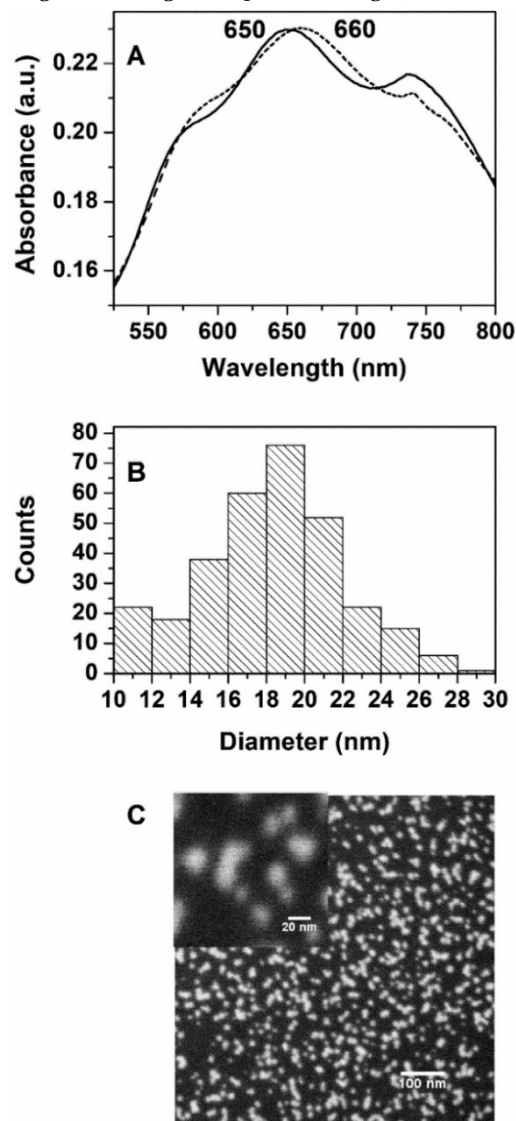 650 660
A
0.22
0.20
0.18
0.16
Absorbance (a.u.)
550 600 650 700 750 800
Wavelength (nm)
B
80
70
60
50
40
30
20
10
0
Counts
10 12 14 16 18 20 22 24 26 28 30
Diameter (nm)
C
20 nm
100 nm